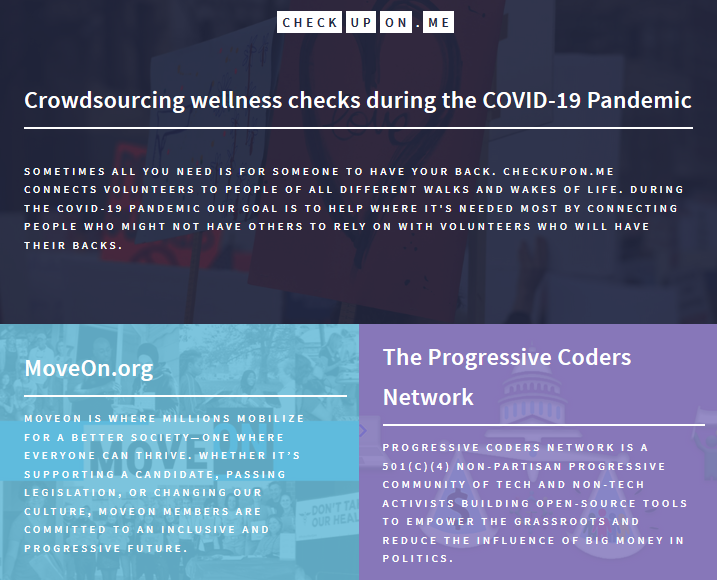 CHECK UP ON . ME
Crowdsourcing wellness checks during the COVID-19 Pandemic
SOMETIMES ALL YOU NEED IS FOR SOMEONE TO HAVE YOUR BACK. CHECKUPON.ME
CONNECTS VOLUNTEERS TO PEOPLE OF ALL DIFFERENT WALKS AND WAKES OF LIFE. DURING
THE COVID-19 PANDEMIC OUR GOAL IS TO HELP WHERE IT'S NEEDED MOST BY CONNECTING
PEOPLE WHO MIGHT NOT HAVE OTHERS TO RELY ON WITH VOLUNTEERS WHO WILL HAVE
THEIR BACKS.
MoveOn.org
MOVEON IS WHERE MILLIONS MOBILIZE
FOR A BETTER SOCIETY—ONE WHERE
EVERYONE CAN THRIVE. WHETHER IT'S
SUPPORTING A CANDIDATE, PASSING
LEGISLATION, OR CHANGING OUR
CULTURE, MOVEON MEMBERS ARE
COMMITTED TO AN INCLUSIVE AND
PROGRESSIVE FUTURE.
MOVEON
DON'T TA
OUR HEAL
The Progressive Coders
Network
PROGRESSIVE CODERS NETWORK IS A
501(C)(4) NON-PARTISAN PROGRESSIVE
COMMUNITY OF TECH AND NON-TECH
ACTIVISTS BUILDING OPEN-SOURCE TOOLS
TO EMPOWER THE GRASSROOTS AND
REDUCE THE INFLUENCE OF BIG MONEY IN
POLITICS.
$